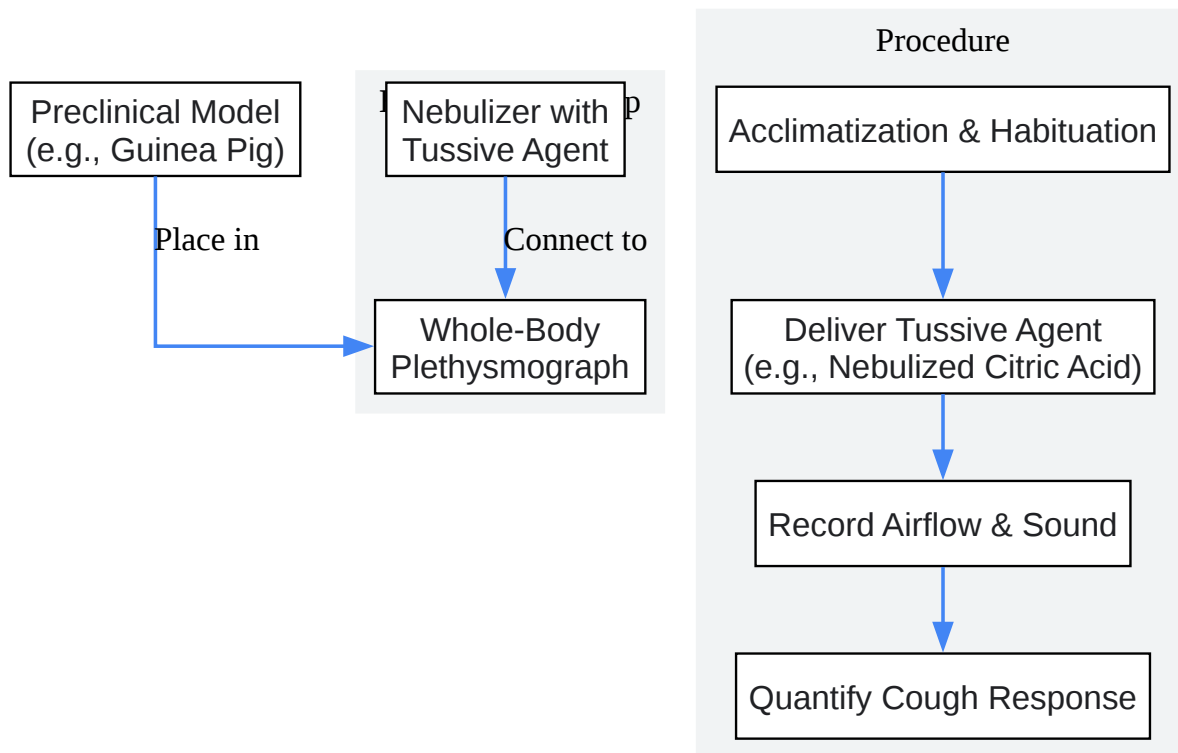 Procedure
Preclinical Model
(e.g., Guinea Pig)
Nebulizer with
Tussive Agent
Acclimatization & Habituation
Place in
Connect to
Whole-Body
Plethysmograph
Deliver Tussive Agent
(e.g., Nebulized Citric Acid)
Record Airflow & Sound
Quantify Cough Response